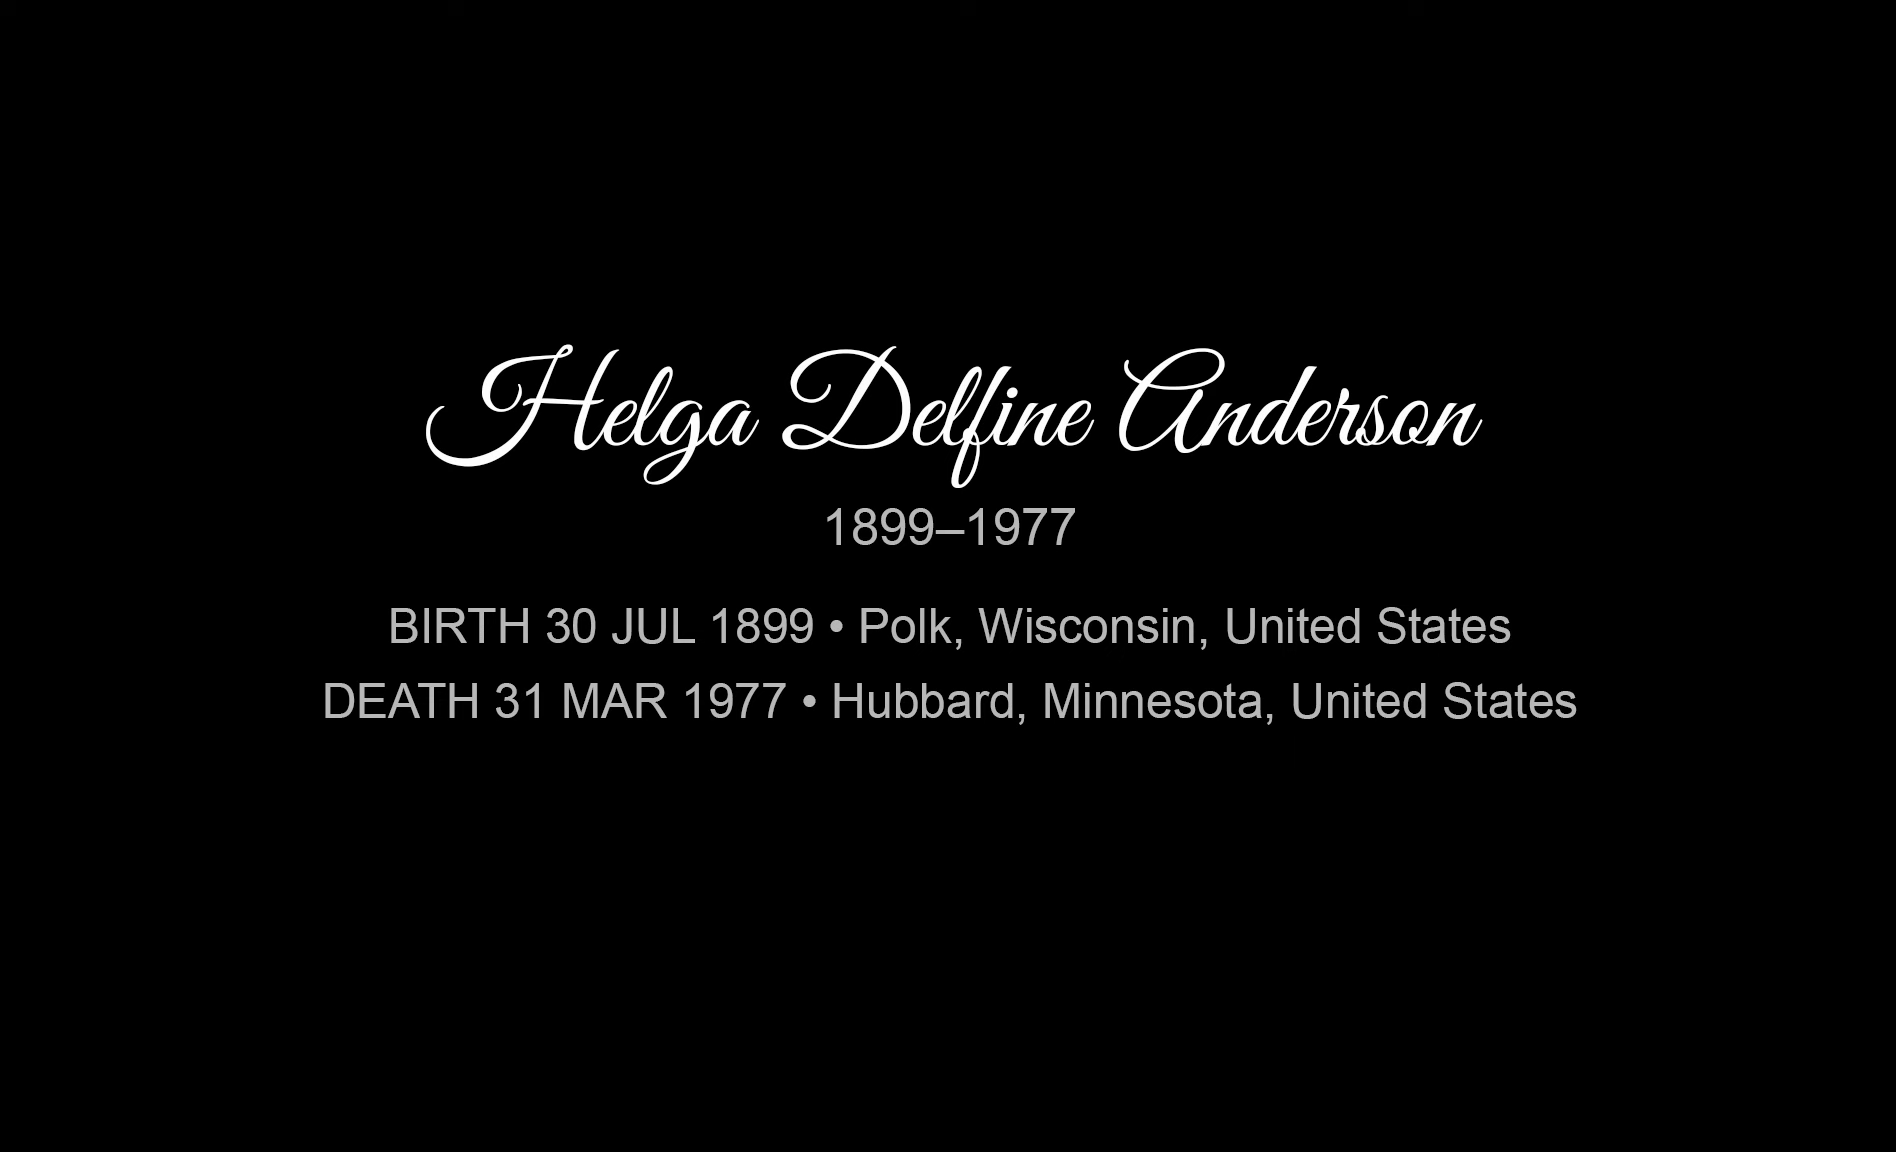 Helga Delfine Anderson
1899–1977
BIRTH 30 JUL 1899 • Polk, Wisconsin, United States
DEATH 31 MAR 1977 • Hubbard, Minnesota, United States